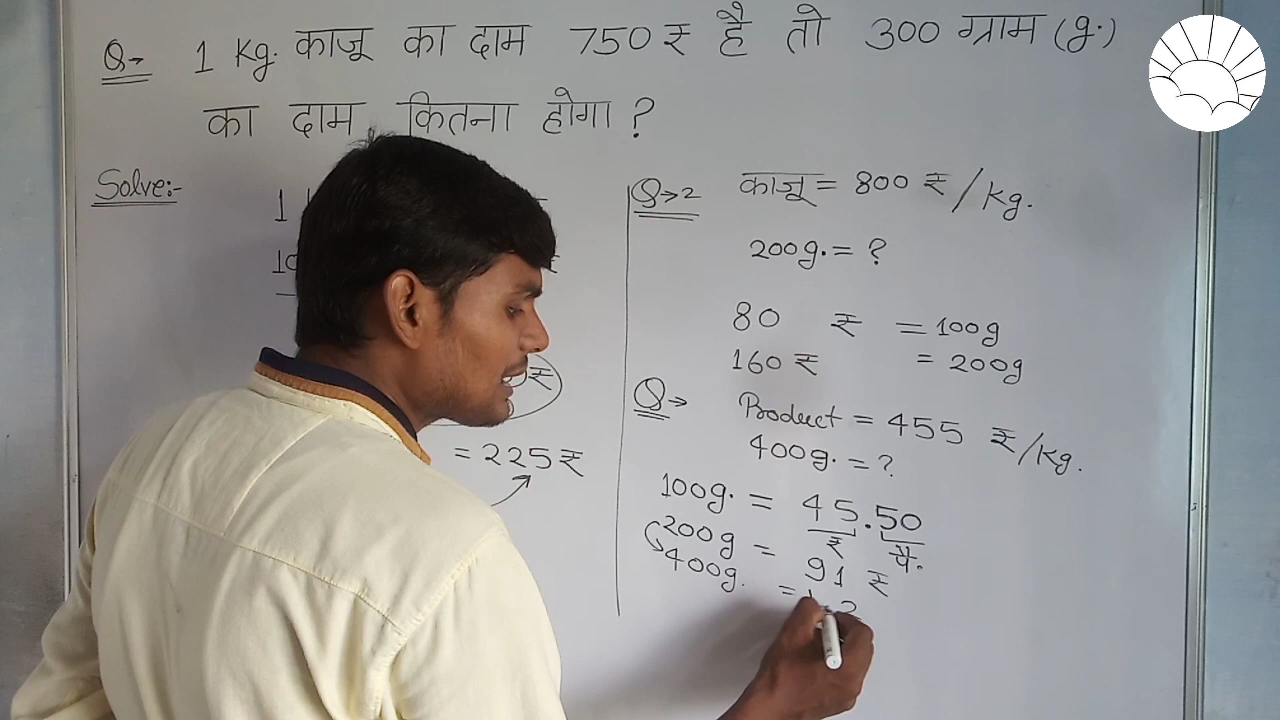 Q→ 1 Kg. काजू का दाम 750 ₹ है तो 300 ग्राम (g.)
का दाम कितना होगा ?
Solve:-
1
= 225 ₹
Q→2 काजू = 800 ₹ / Kg.
200g. = ?
80 ₹ = 100g
160 ₹ = 200g
Q→ Product = 455 ₹/Kg.
400g. = ?
100g. = 45.50
₹ पै.
200g = 91 ₹
400g. =